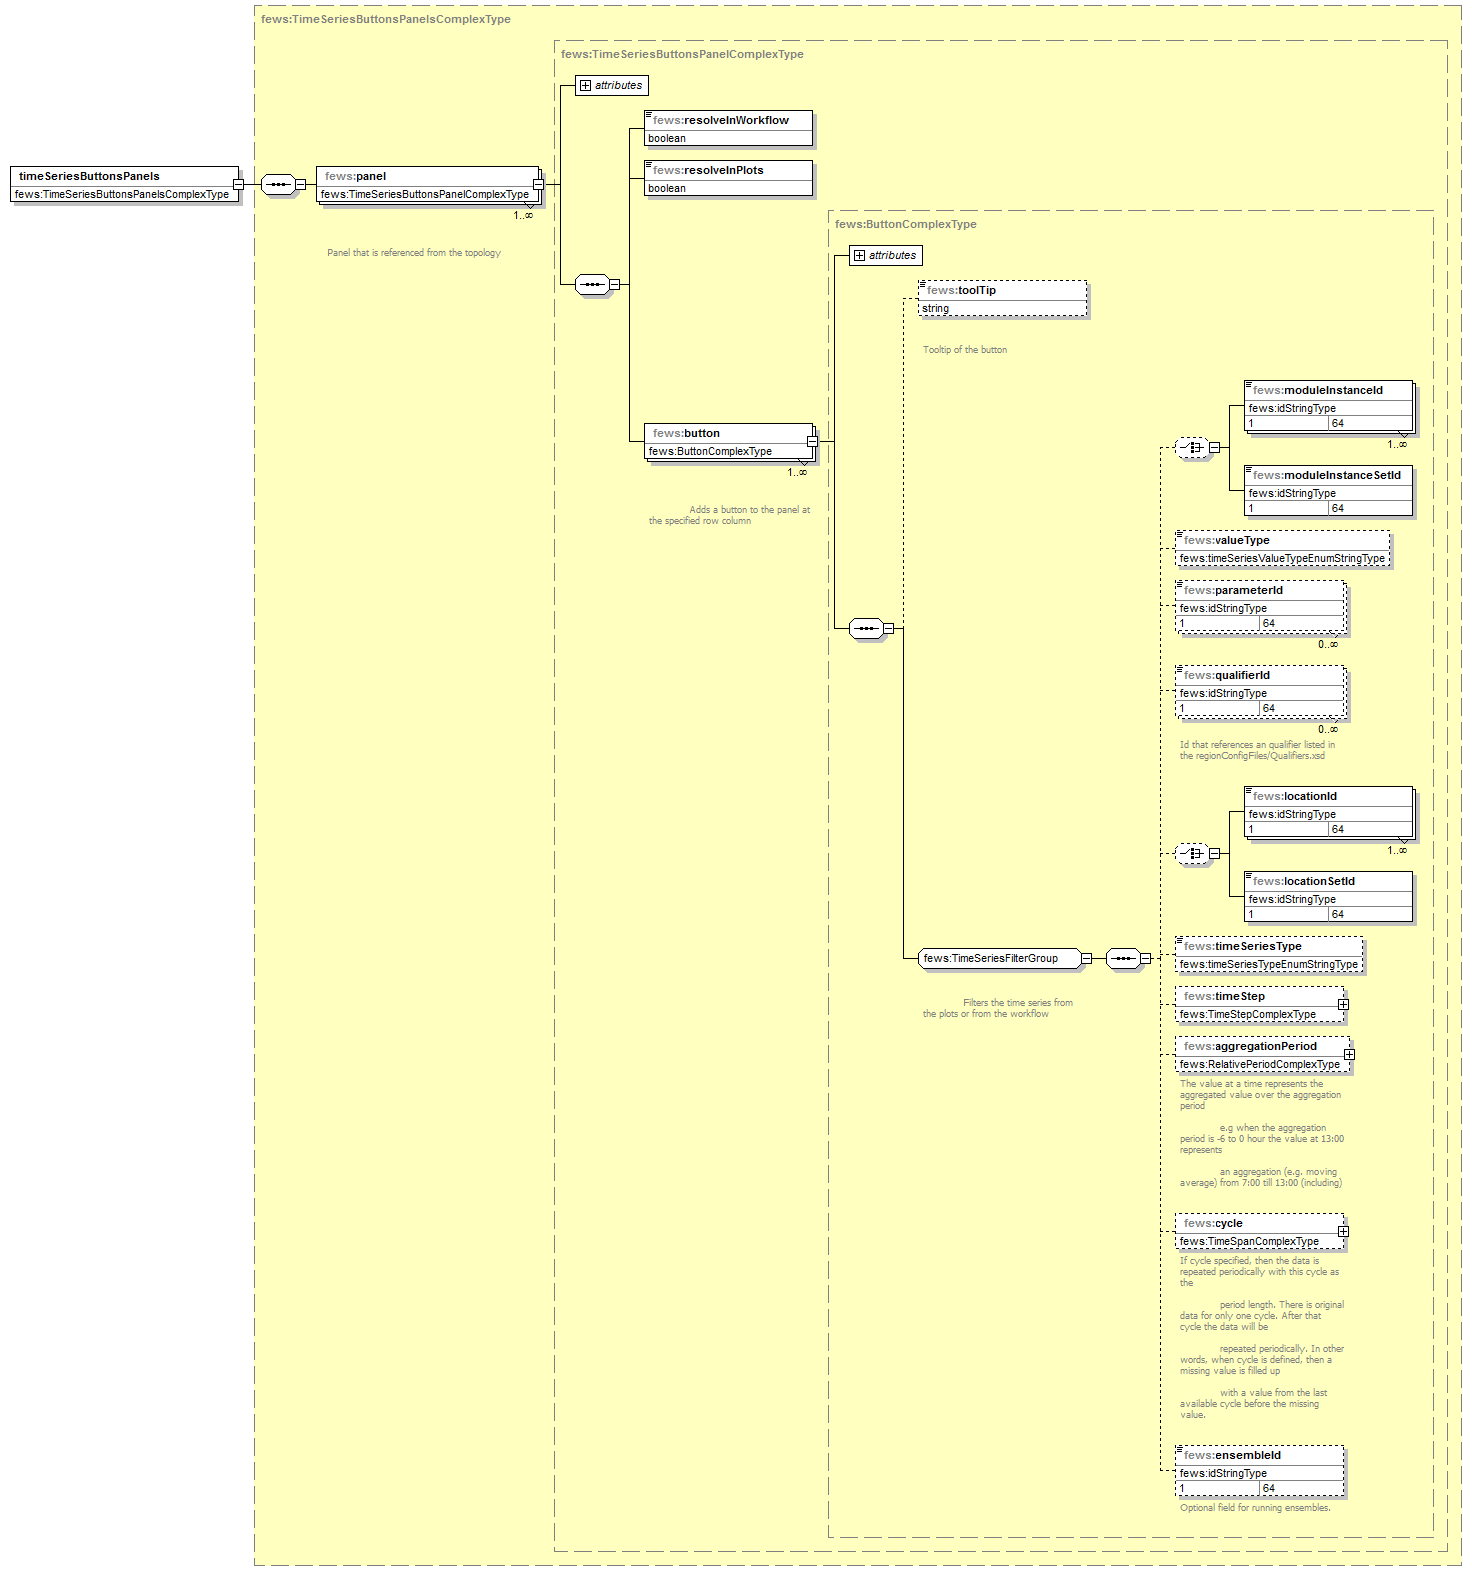 fews:TimeSeriesButtonsPanelsComplexType
fews:TimeSeriesButtonsPanelComplexType
attributes
fews:resolveInWorkflow
boolean
fews:resolveInPlots
boolean
timeSeriesButtonsPanels
fews:TimeSeriesButtonsPanelsComplexType
fews:panel
fews:TimeSeriesButtonsPanelComplexType
1..∞
Panel that is referenced from the topology
fews:ButtonComplexType
attributes
fews:toolTip
string
Tooltip of the button
fews:button
fews:ButtonComplexType
1..∞
Adds a button to the panel at
the specified row column
fews:moduleInstanceId
fews:idStringType
1 64
1..∞
fews:moduleInstanceSetId
fews:idStringType
1 64
fews:valueType
fews:timeSeriesValueTypeEnumStringType
fews:parameterId
fews:idStringType
1 64
0..∞
fews:qualifierId
fews:idStringType
1 64
0..∞
Id that references an qualifier listed in
the regionConfigFiles/Qualifiers.xsd
fews:locationId
fews:idStringType
1 64
1..∞
fews:locationSetId
fews:idStringType
1 64
fews:TimeSeriesFilterGroup
Filters the time series from
the plots or from the workflow
fews:timeSeriesType
fews:timeSeriesTypeEnumStringType
fews:timeStep
fews:TimeStepComplexType
fews:aggregationPeriod
fews:RelativePeriodComplexType
The value at a time represents the
aggregated value over the aggregation
period
e.g when the aggregation
period is -6 to 0 hour the value at 13:00
represents
an aggregation (e.g. moving
average) from 7:00 till 13:00 (including)
fews:cycle
fews:TimeSpanComplexType
If cycle specified, then the data is
repeated periodically with this cycle as
the
period length. There is original
data for only one cycle. After that
cycle the data will be
repeated periodically. In other
words, when cycle is defined, then a
missing value is filled up
with a value from the last
available cycle before the missing
value.
fews:ensembleId
fews:idStringType
1 64
Optional field for running ensembles.